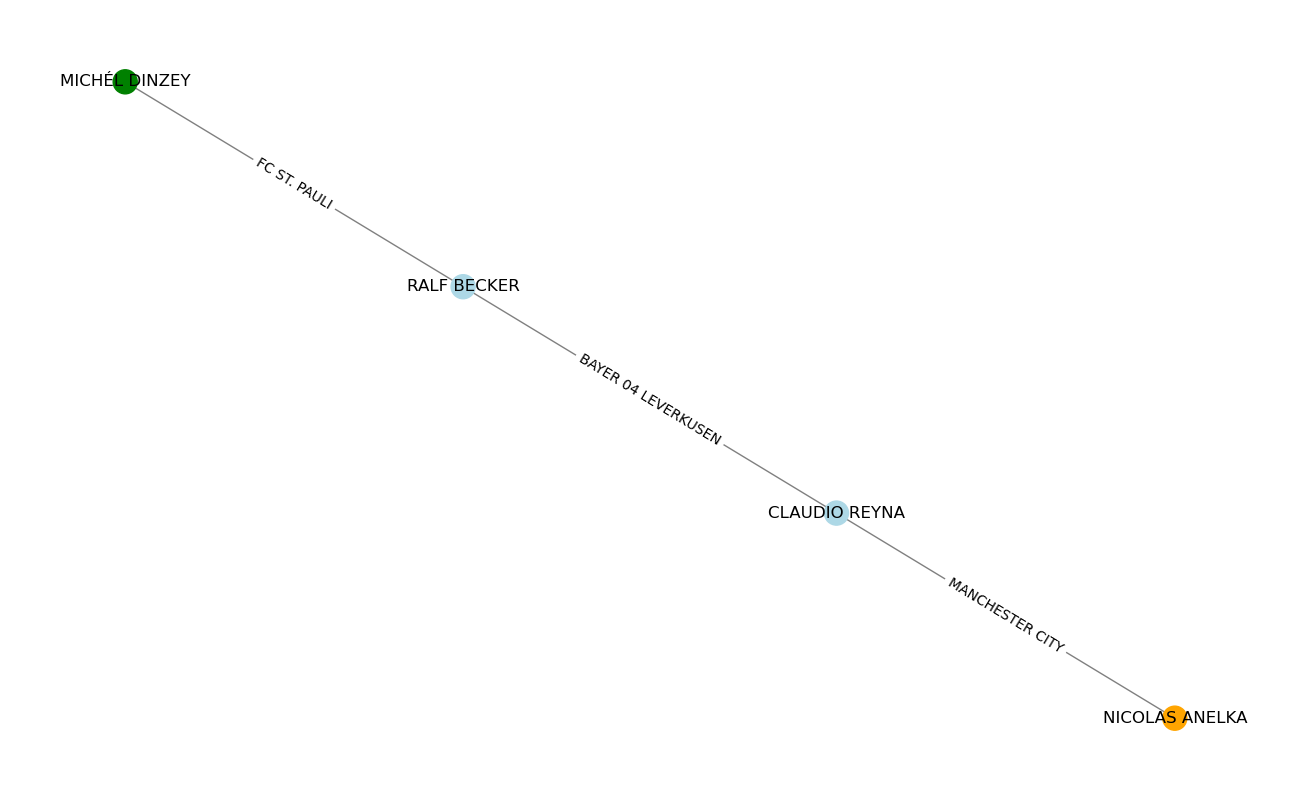 MICHÉL DINZEY
FC ST. PAULI
RALF BECKER
BAYER 04 LEVERKUSEN
CLAUDIO REYNA
MANCHESTER CITY
NICOLAS ANELKA